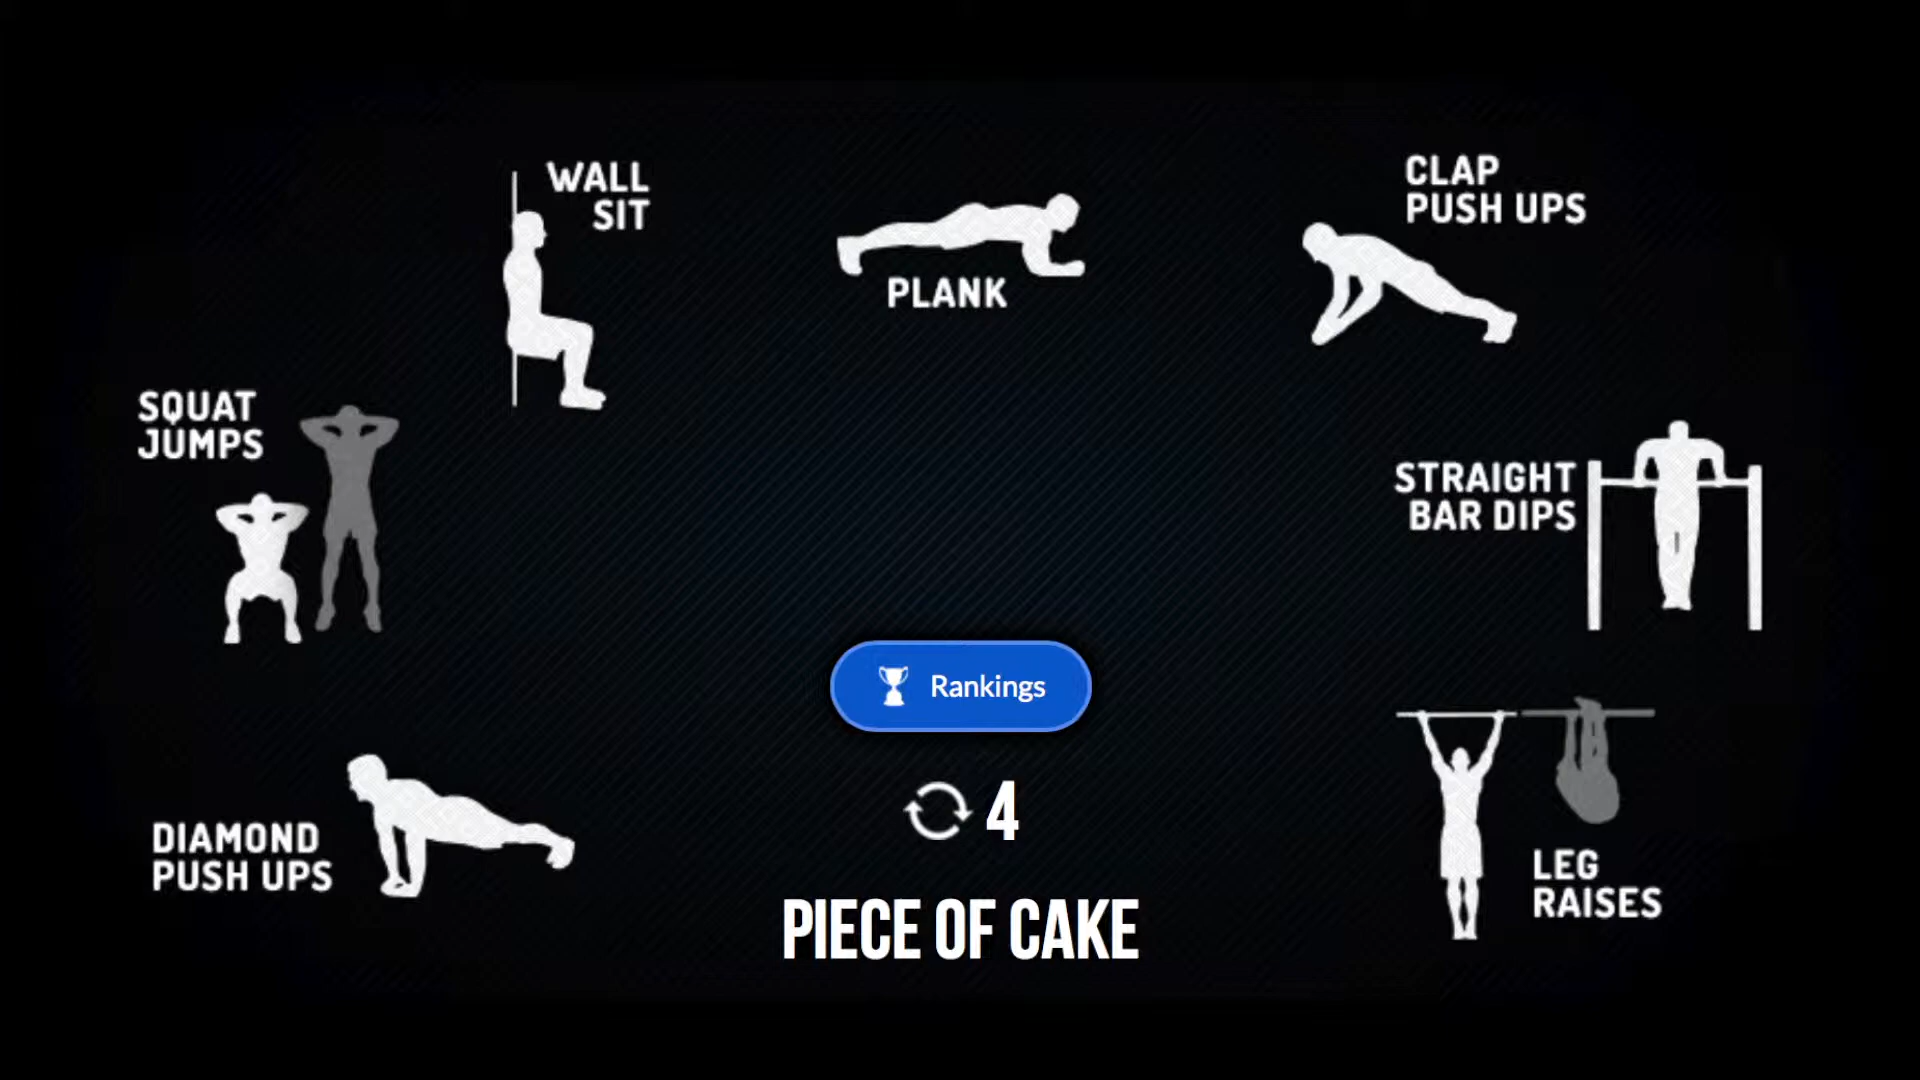 WALL
SIT
PLANK
CLAP
PUSH UPS
SQUAT
JUMPS
STRAIGHT
BAR DIPS
Rankings
4
DIAMOND
PUSH UPS
LEG
RAISES
PIECE OF CAKE